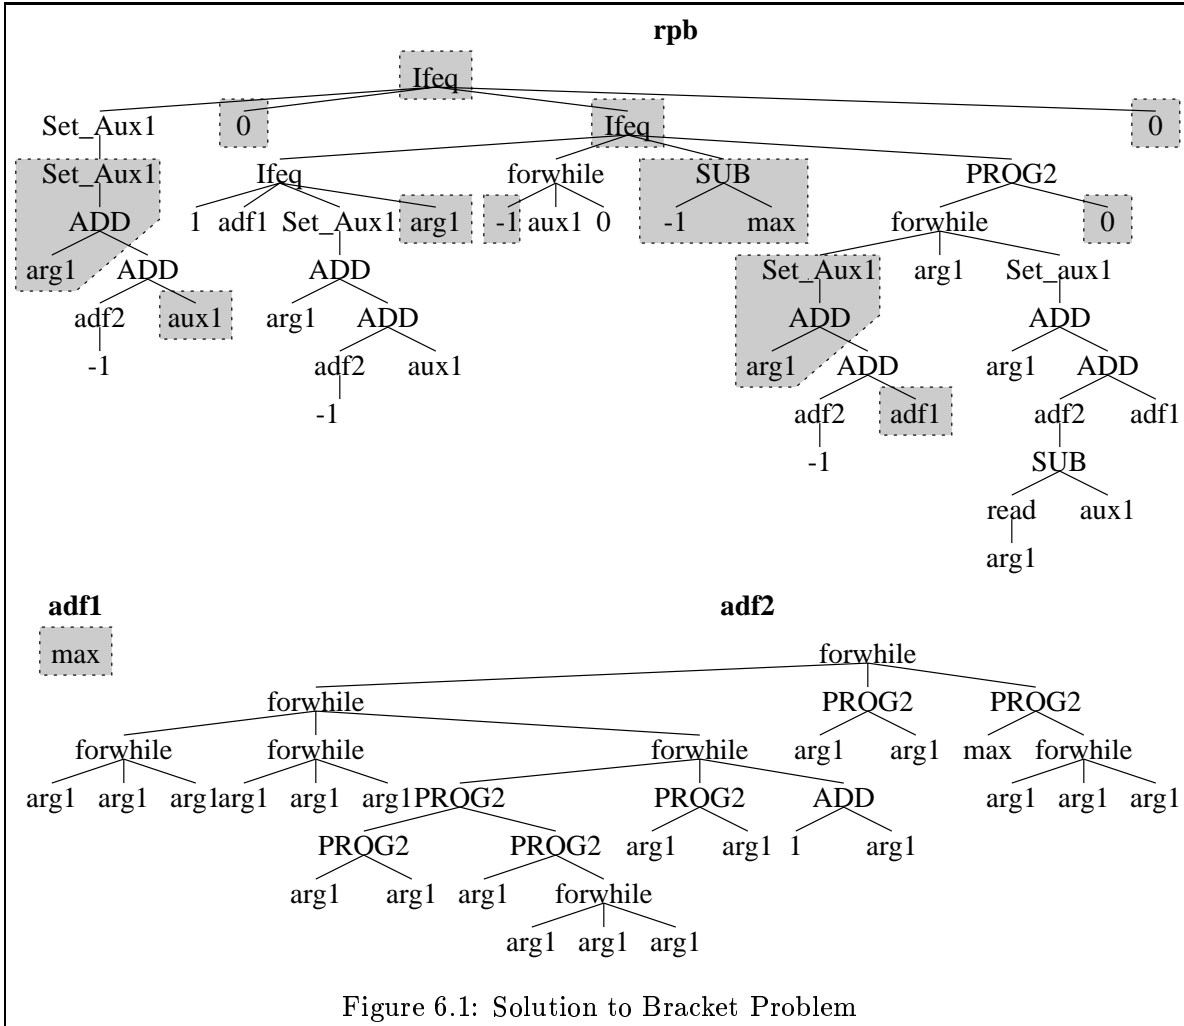 rpb
Ifeq
Set_Aux1 0 Ifeq 0
Set_Aux1 Ifeq forwhile SUB PROG2
ADD 1 adf1 Set_Aux1 arg1 -1 aux1 0 -1 max forwhile 0
arg1 ADD ADD Set_Aux1 arg1 Set_aux1
adf2 aux1 arg1 ADD ADD ADD
-1 adf2 aux1 arg1 ADD arg1 ADD
-1 adf2 adf1 adf2 adf1
-1 SUB
read aux1
arg1
adf1 adf2
max forwhile
forwhile PROG2 PROG2
forwhile forwhile forwhile arg1 arg1 max forwhile
arg1 arg1 arg1 arg1 arg1 arg1 PROG2 PROG2 ADD arg1 arg1 arg1
PROG2 PROG2 arg1 arg1 1 arg1
arg1 arg1 arg1 forwhile
arg1 arg1 arg1
Figure 6.1: Solution to Bracket Problem